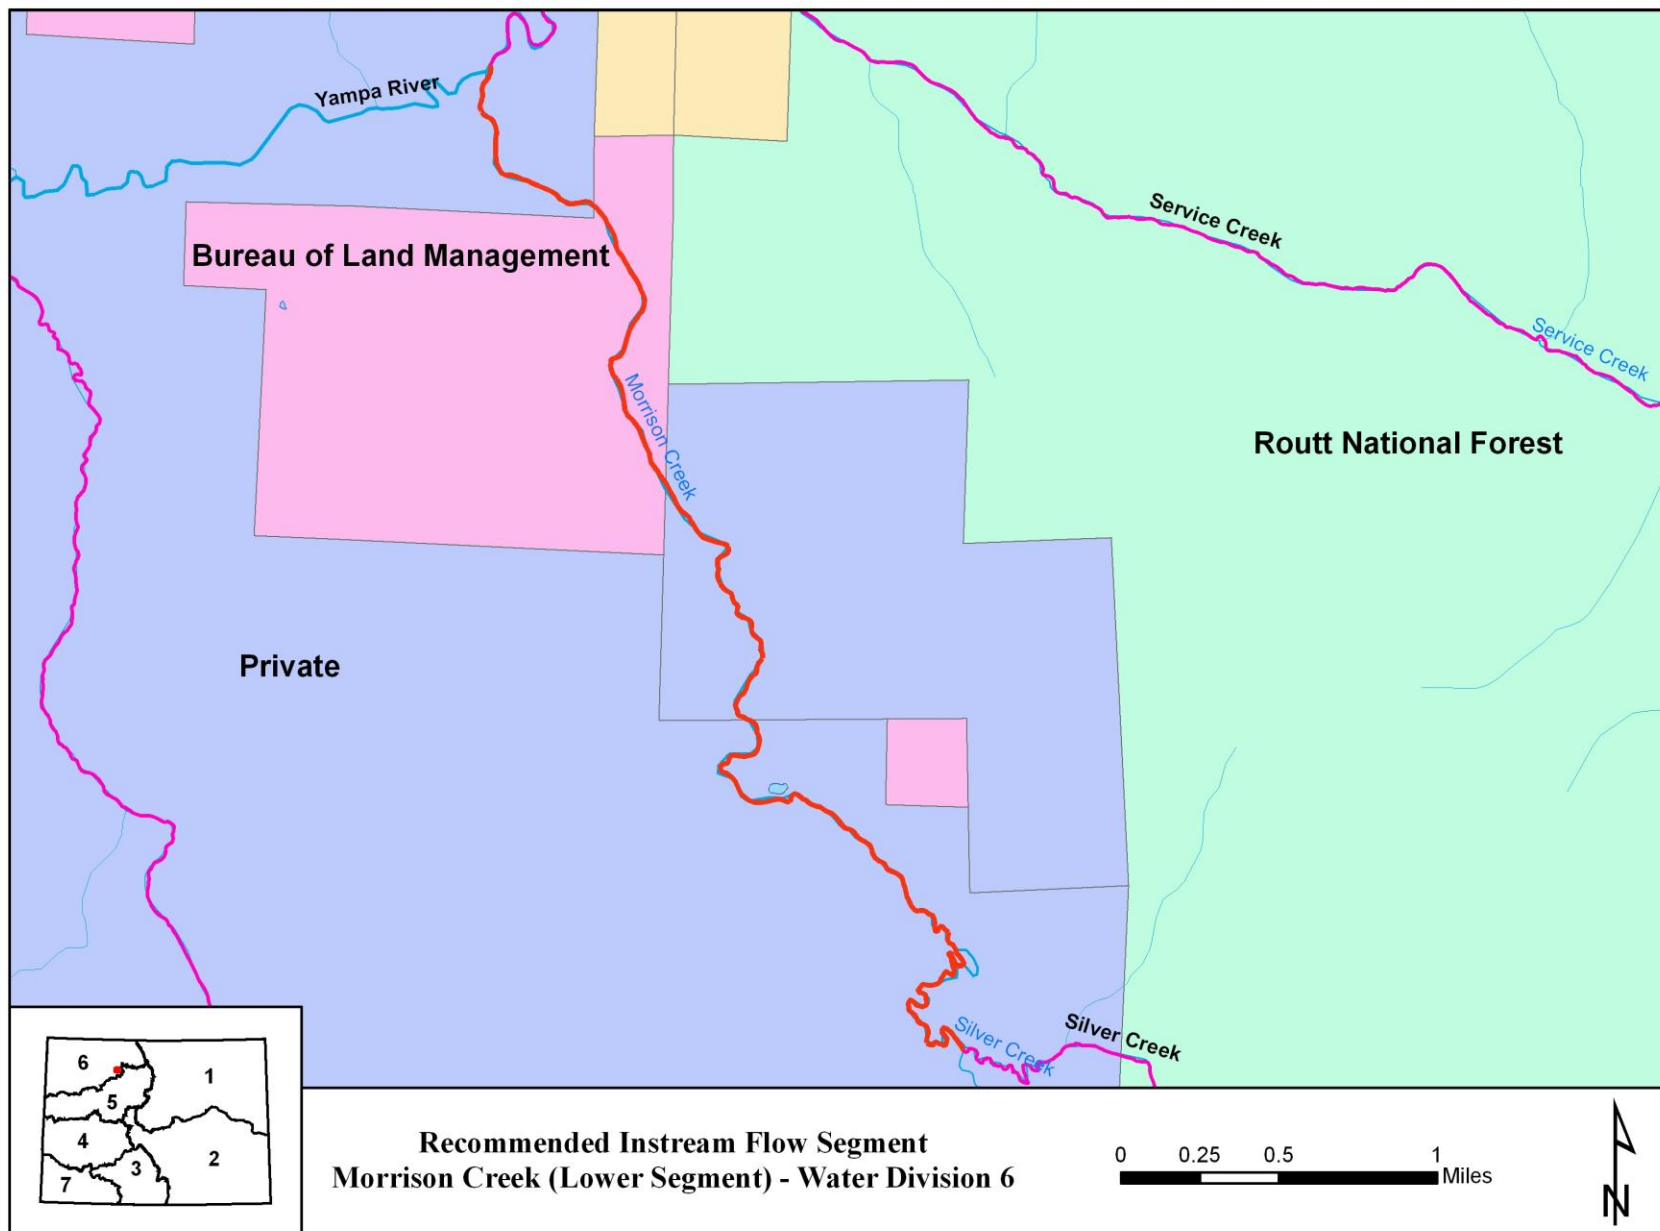 Yampa River
Service Creek
Bureau of Land Management
Service Creek
Morrison Creek
Routt National Forest
Private
Silver Creek
Silver Creek
6
1
5
4
2
3
7
Recommended Instream Flow Segment
Morrison Creek (Lower Segment) - Water Division 6
0 0.25 0.5 1
Miles
N